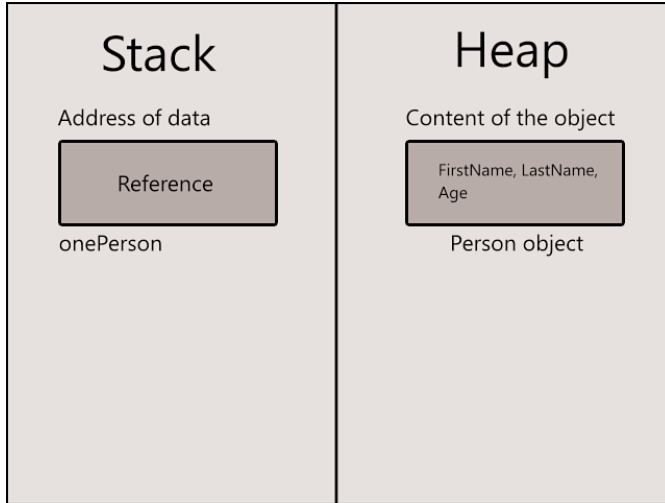 Stack
Address of data
Reference
onePerson
Heap
Content of the object
FirstName, LastName,
Age
Person object